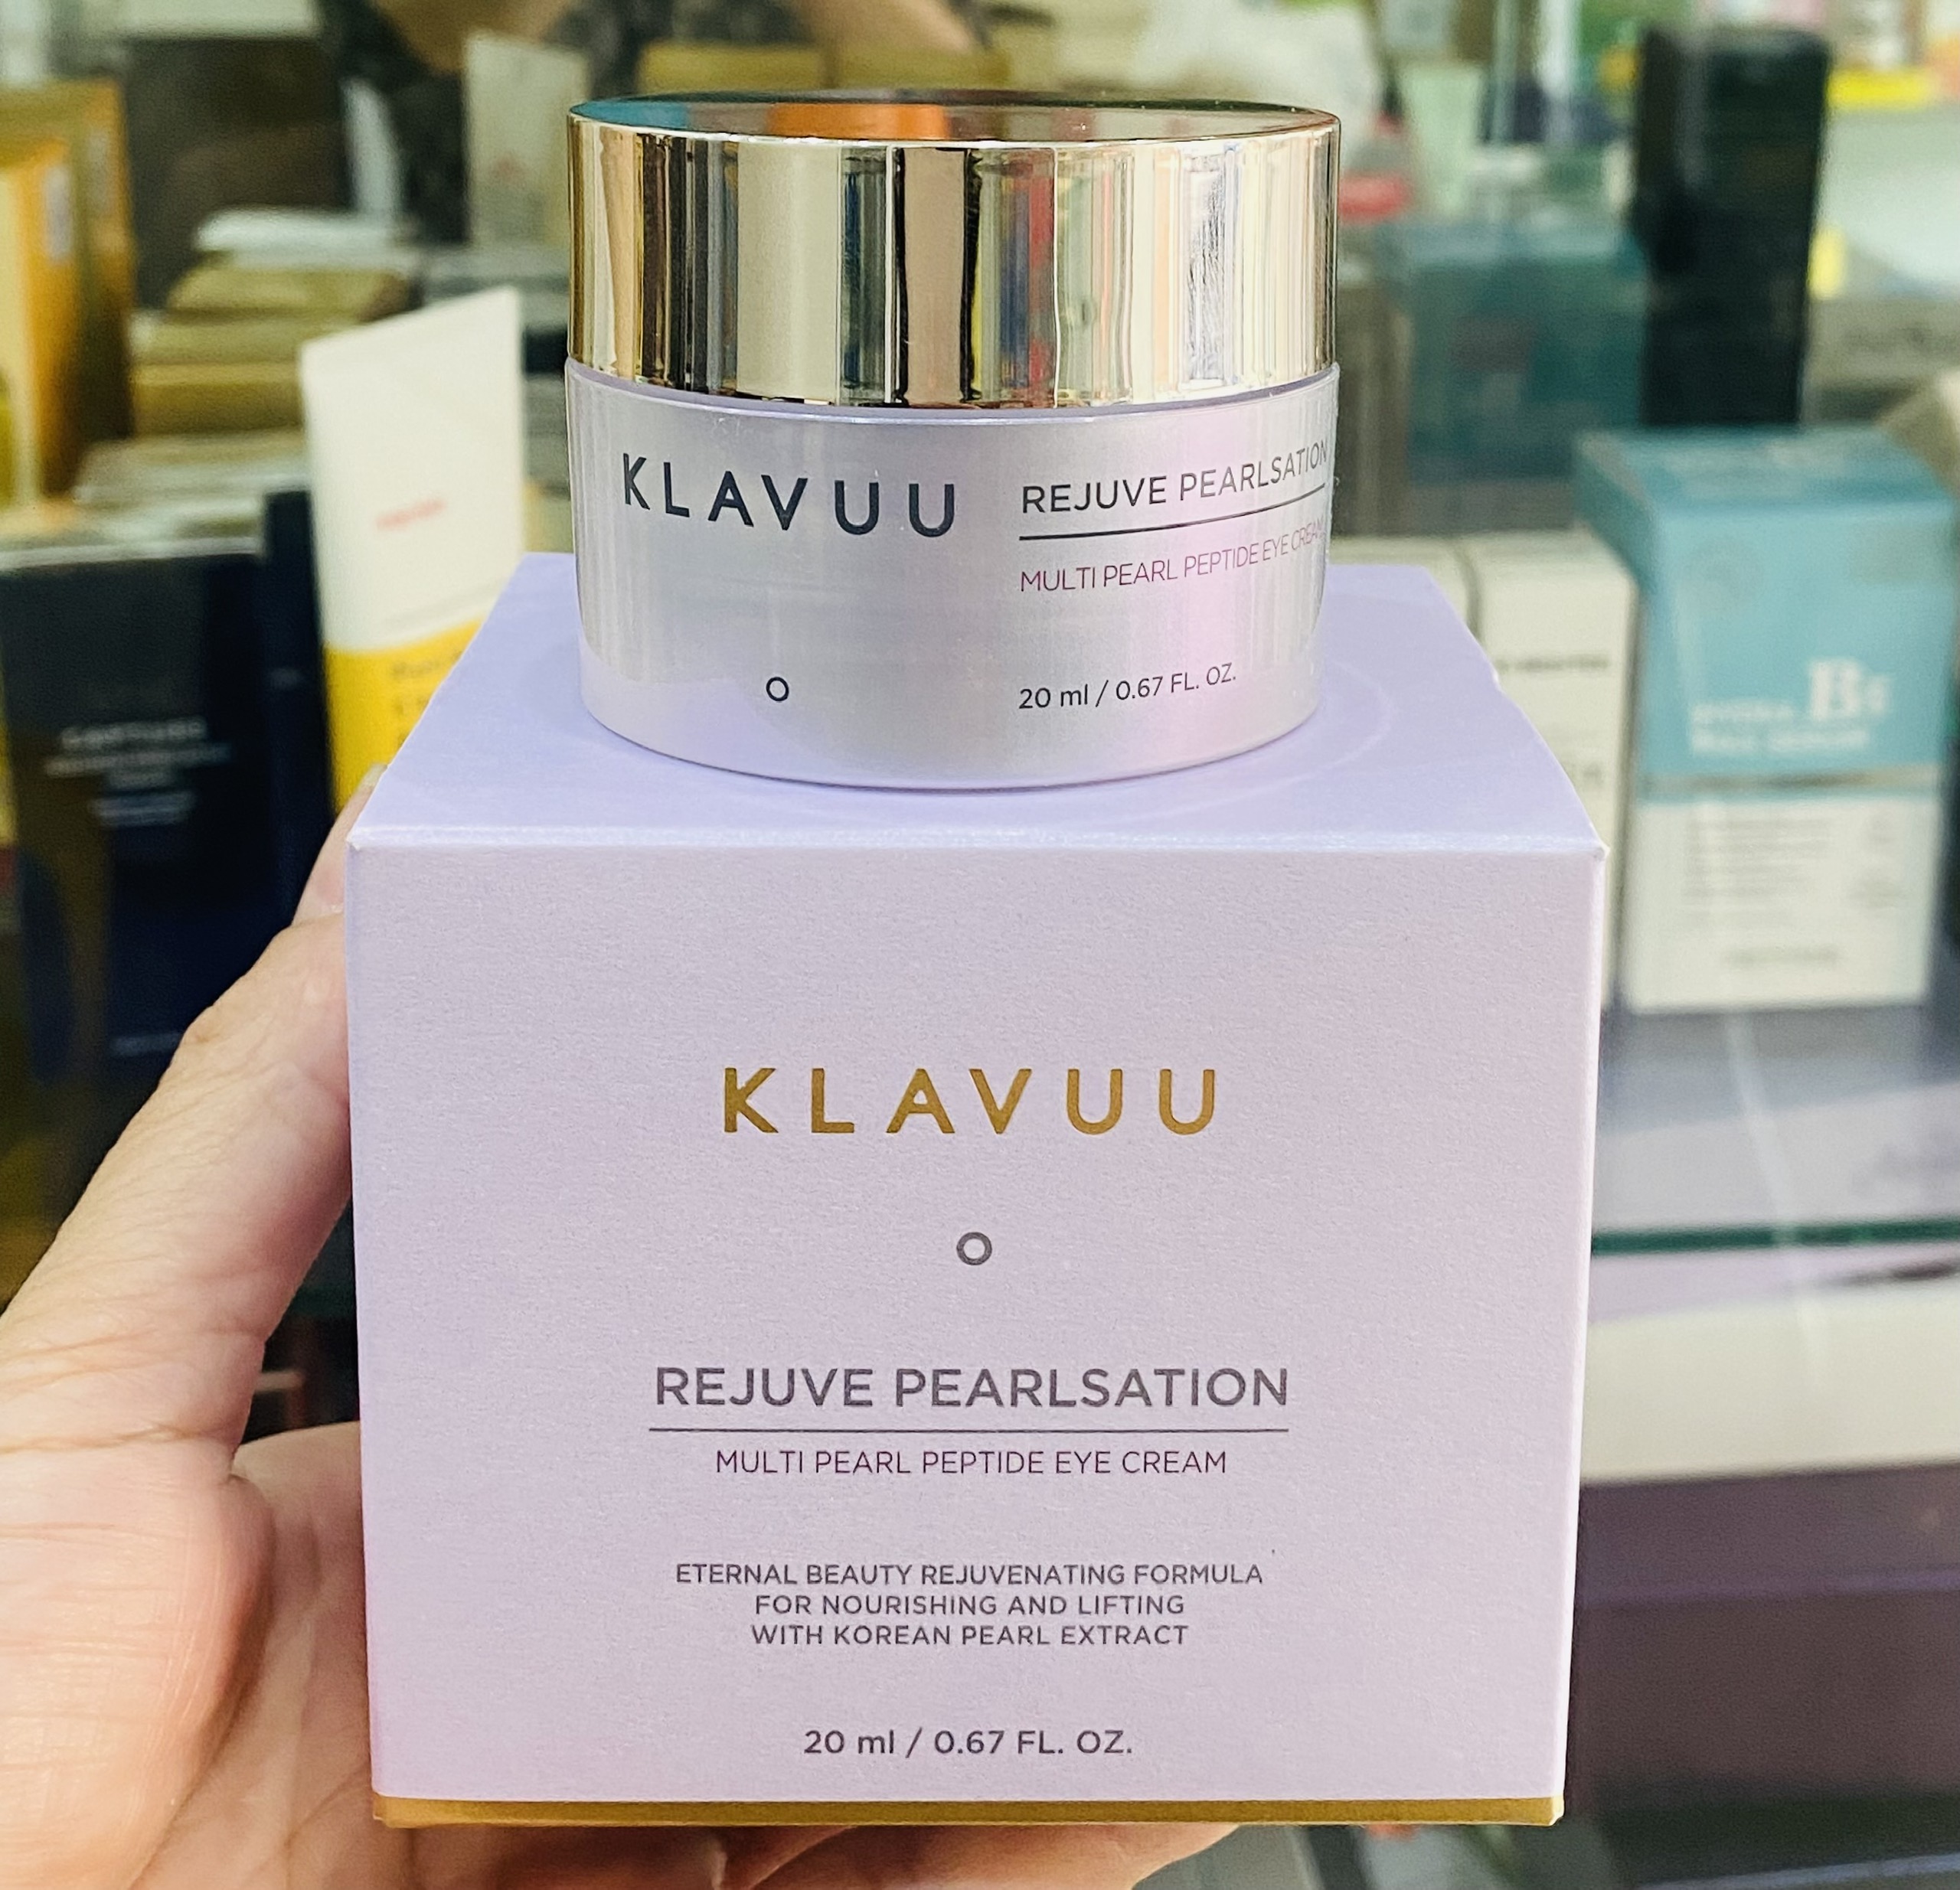 KLAVUU
REJUVE PEARLSATION
MULTI PEARL PEPTIDE EYE CREAM
20 ml / 0.67 FL. OZ.
KLAVUU
REJUVE PEARLSATION
MULTI PEARL PEPTIDE EYE CREAM
ETERNAL BEAUTY REJUVENATING FORMULA
FOR NOURISHING AND LIFTING
WITH KOREAN PEARL EXTRACT
20 ml / 0.67 FL. OZ.